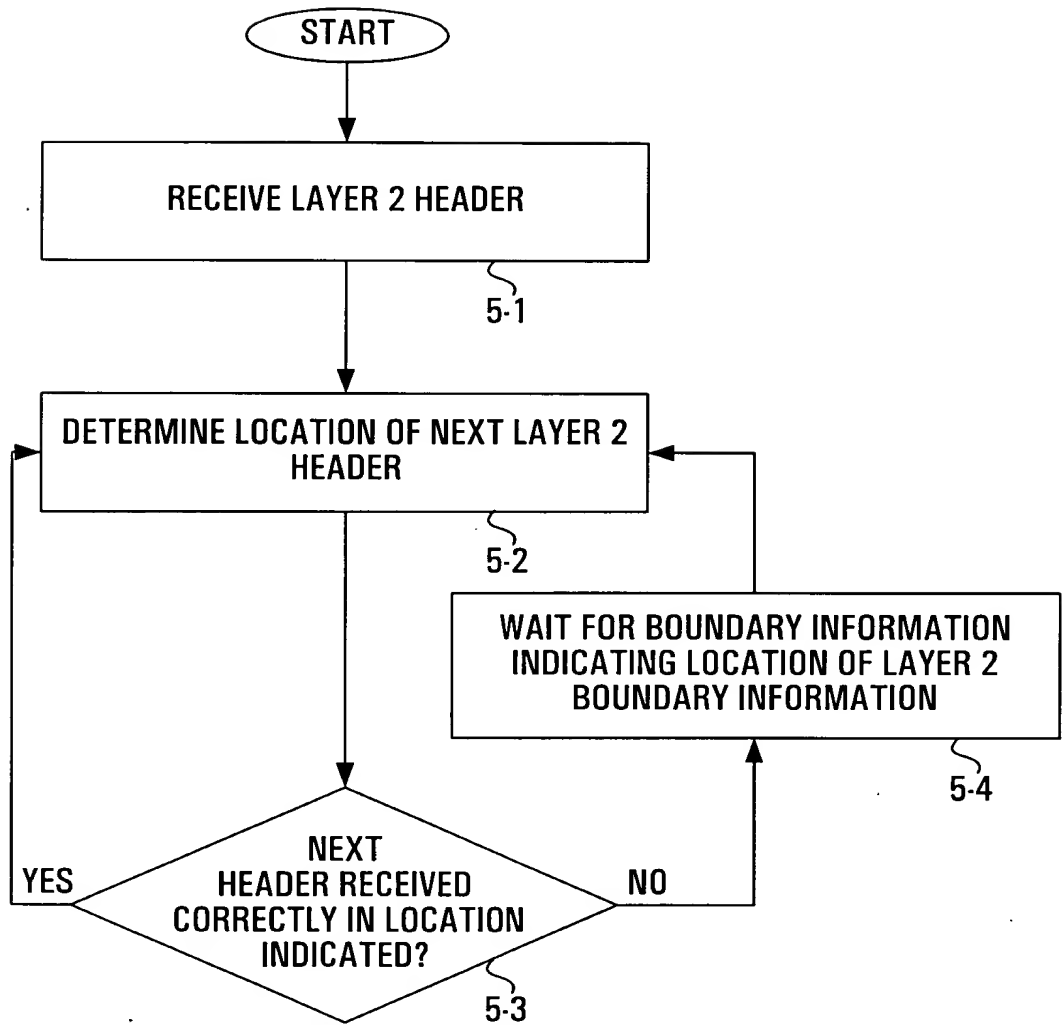 START
RECEIVE LAYER 2 HEADER
5-1
DETERMINE LOCATION OF NEXT LAYER 2
HEADER
5-2
WAIT FOR BOUNDARY INFORMATION
INDICATING LOCATION OF LAYER 2
BOUNDARY INFORMATION
5-4
NEXT
HEADER RECEIVED
CORRECTLY IN LOCATION
INDICATED?
YES
NO
5-3